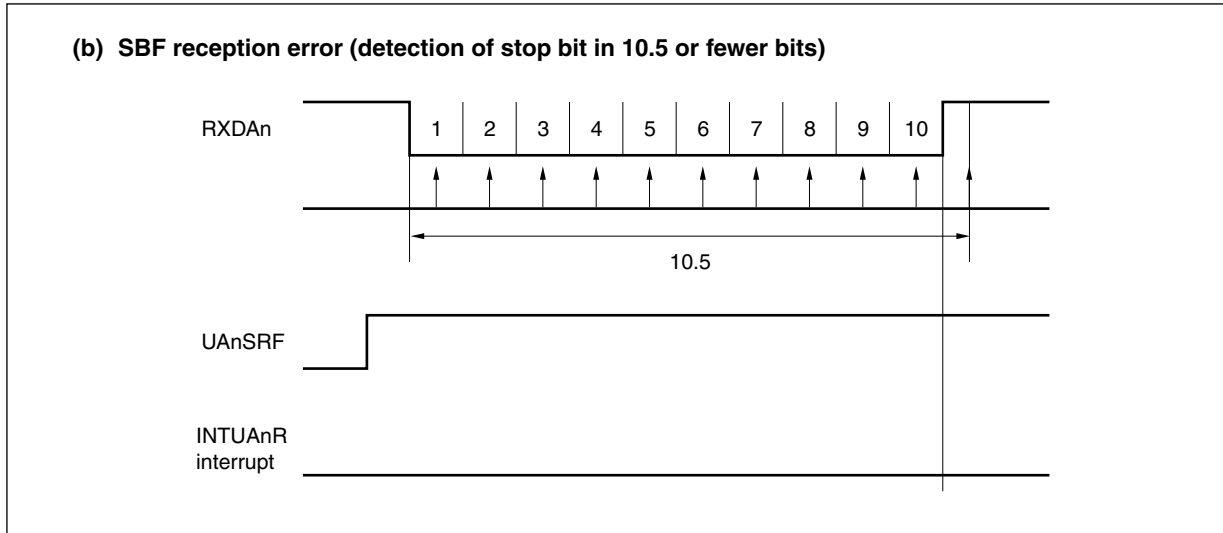 (b) SBF reception error (detection of stop bit in 10.5 or fewer bits)
RXDAn
1 2 3 4 5 6 7 8 9 10
10.5
UAnSRF
INTUAnR
interrupt